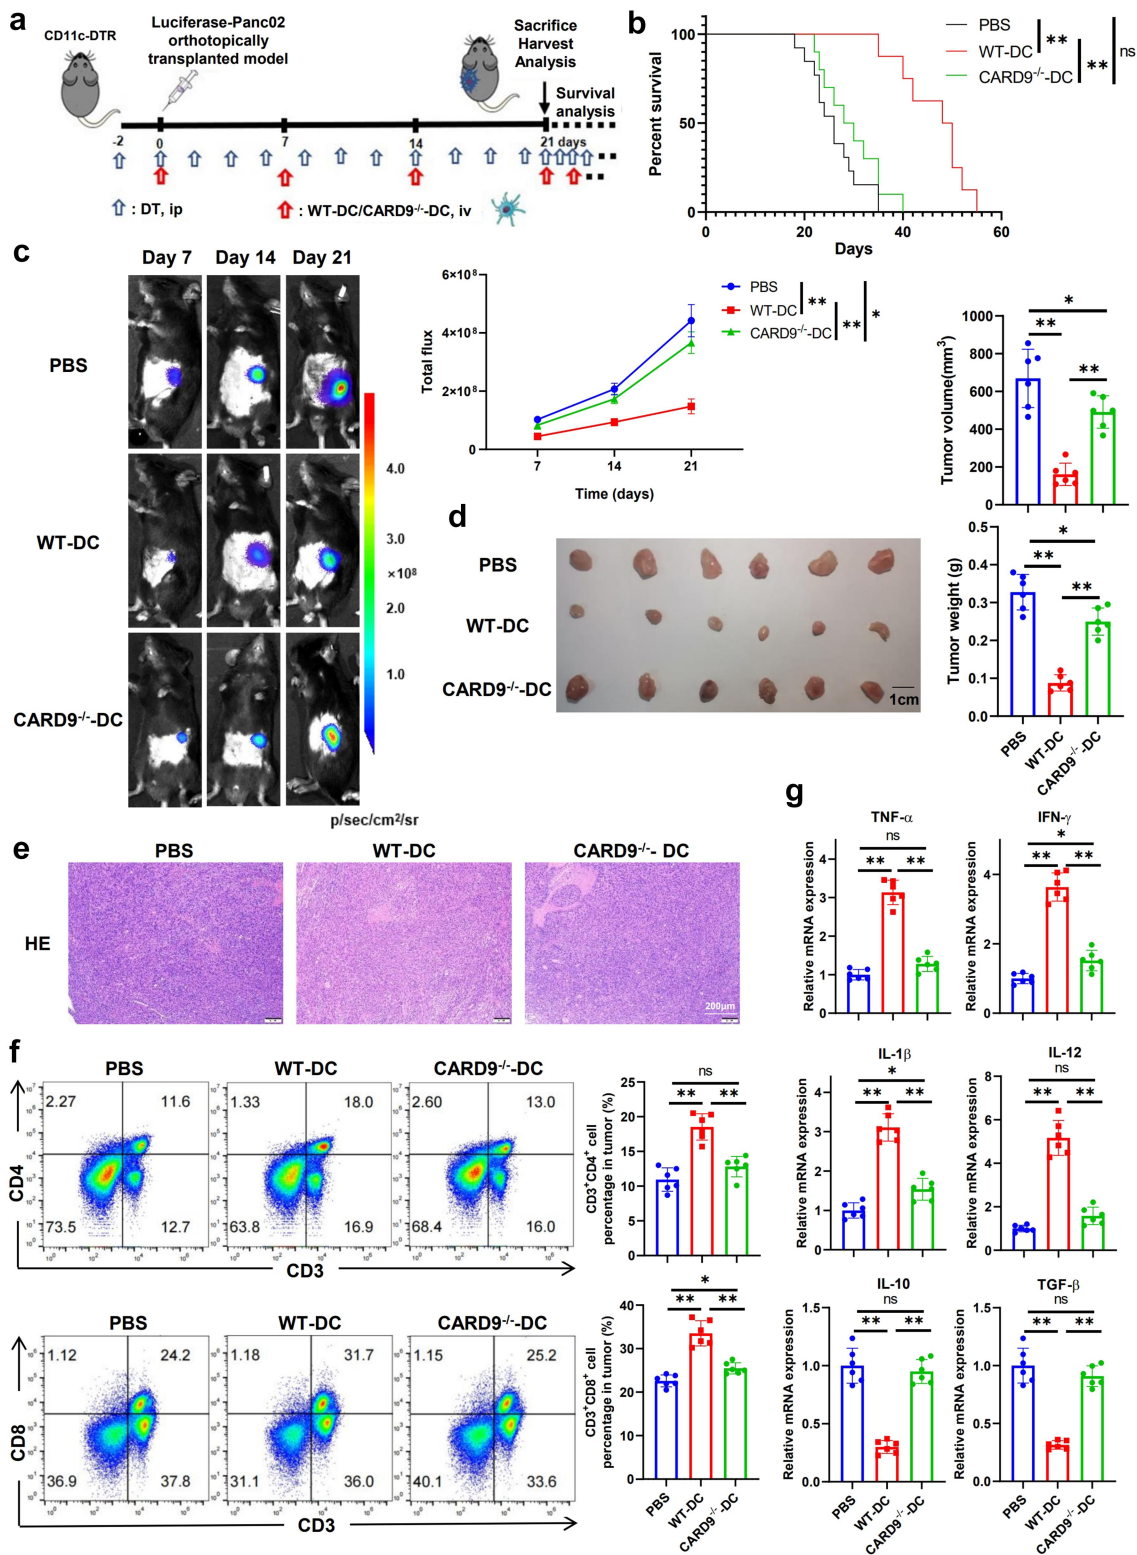 a
CD11c-DTR
Luciferase-Panc02
orthotopically
transplanted model
Sacrifice
Harvest
Analysis
Survival
analysis
-2
0
7
14
21 days
: DT, ip
: WT-DC/CARD9-/--DC, iv
b
Percent survival
100
50
0
0
20
40
60
Days
PBS
WT-DC
CARD9-/--DC
**
**
ns
c
Day 7
Day 14
Day 21
PBS
WT-DC
CARD9-/--DC
4.0
3.0
×10⁸
2.0
1.0
p/sec/cm²/sr
Total flux
6×10⁸
4×10⁸
2×10⁸
0
7
14
21
Time (days)
PBS
WT-DC
CARD9-/--DC
**
**
*
d
PBS
WT-DC
CARD9-/--DC
1cm
Tumor volume(mm³)
1000
800
600
400
200
0
*
**
**
Tumor weight (g)
0.5
0.4
0.3
0.2
0.1
0.0
*
**
**
PBS
WT-DC
CARD9-/--DC
e
PBS
WT-DC
CARD9-/-- DC
HE
200μm
f
PBS
WT-DC
CARD9-/--DC
CD4
2.27
11.6
73.5
12.7
1.33
18.0
63.8
16.9
2.60
13.0
68.4
16.0
CD3
CD3+CD4+ cell
percentage in tumor (%)
25
20
15
10
5
0
ns
**
**
PBS
WT-DC
CARD9-/--DC
CD8
1.12
24.2
36.9
37.8
1.18
31.7
31.1
36.0
1.15
25.2
40.1
33.6
CD3
CD3+CD8+ cell
percentage in tumor (%)
40
30
20
10
0
*
**
**
PBS
WT-DC
CARD9-/--DC
g
TNF-α
Relative mRNA expression
4
3
2
1
0
ns
**
**
IFN-γ
Relative mRNA expression
4
2
0
*
**
**
IL-1β
Relative mRNA expression
4
3
2
1
0
*
**
**
IL-12
Relative mRNA expression
8
6
4
2
0
ns
**
**
IL-10
Relative mRNA expression
1.5
1.0
0.5
0.0
ns
**
**
PBS
WT-DC
CARD9-/--DC
TGF-β
Relative mRNA expression
1.5
1.0
0.5
0.0
ns
**
**
PBS
WT-DC
CARD9-/--DC